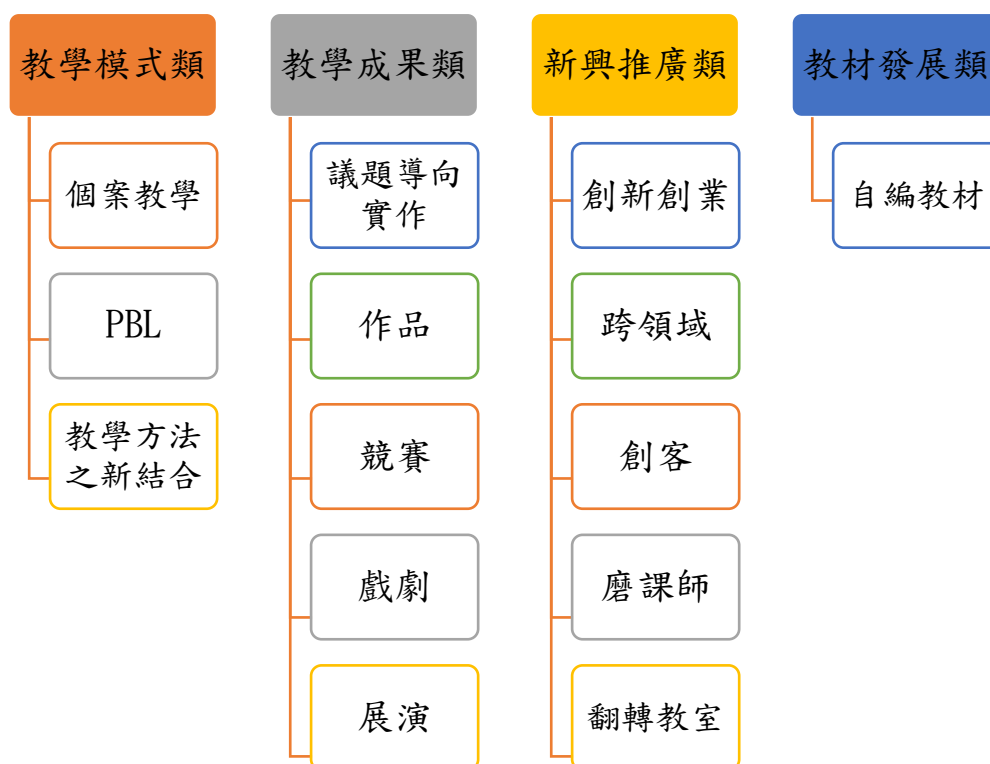 教學模式類
個案教學
PBL
教學方法
之新結合
教學成果類
議題導向
實作
作品
競賽
戲劇
展演
新興推廣類
創新創業
跨領域
創客
磨課師
翻轉教室
教材發展類
自編教材